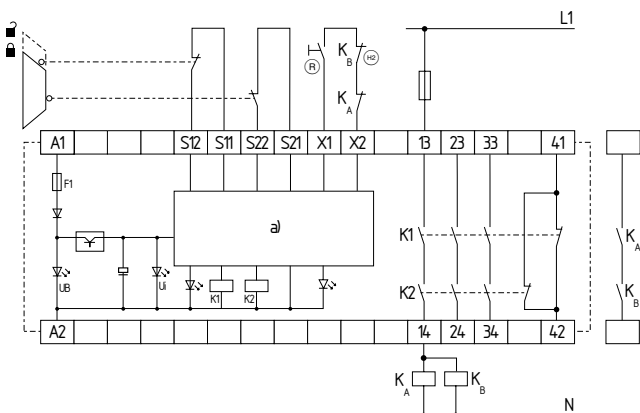 L1
R
K B
H2
K A
A1 S12 S11 S22 S21 X1 X2 13 23 33 41
F1
a)
K1
K A
UB Ui K1 K2
K2
K B
A2 14 24 34 42
K A K B
N